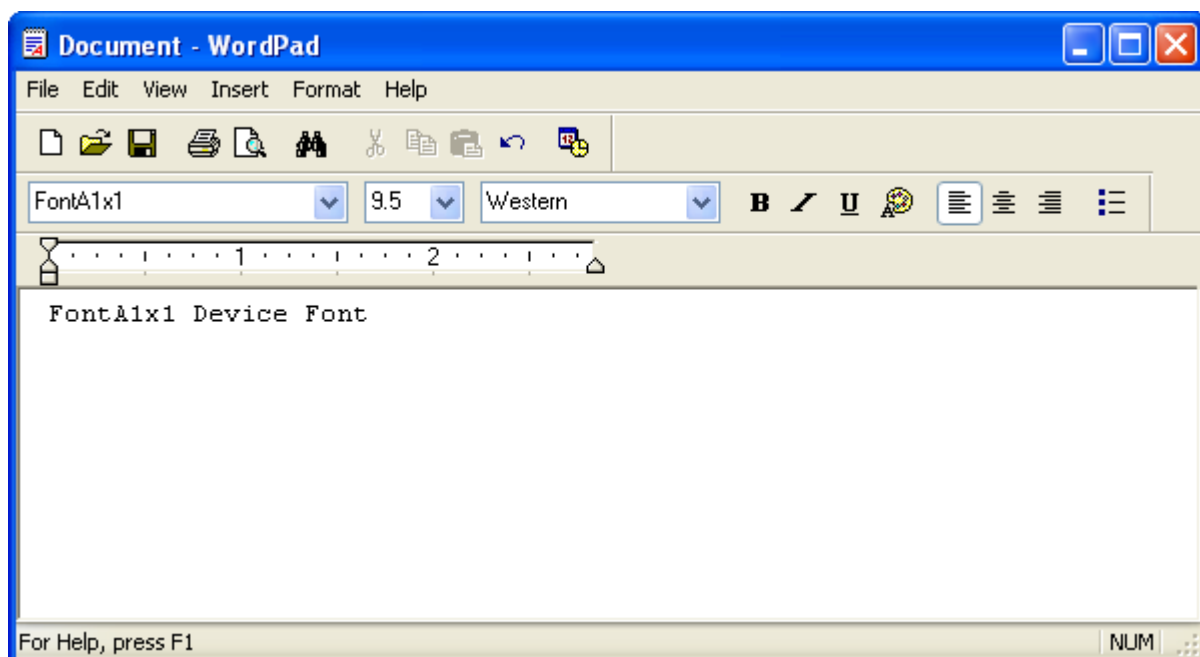 Document - WordPad
File Edit View Insert Format Help
FontA1x1 9.5 Western B I U
1 2
FontA1x1 Device Font
For Help, press F1 NUM